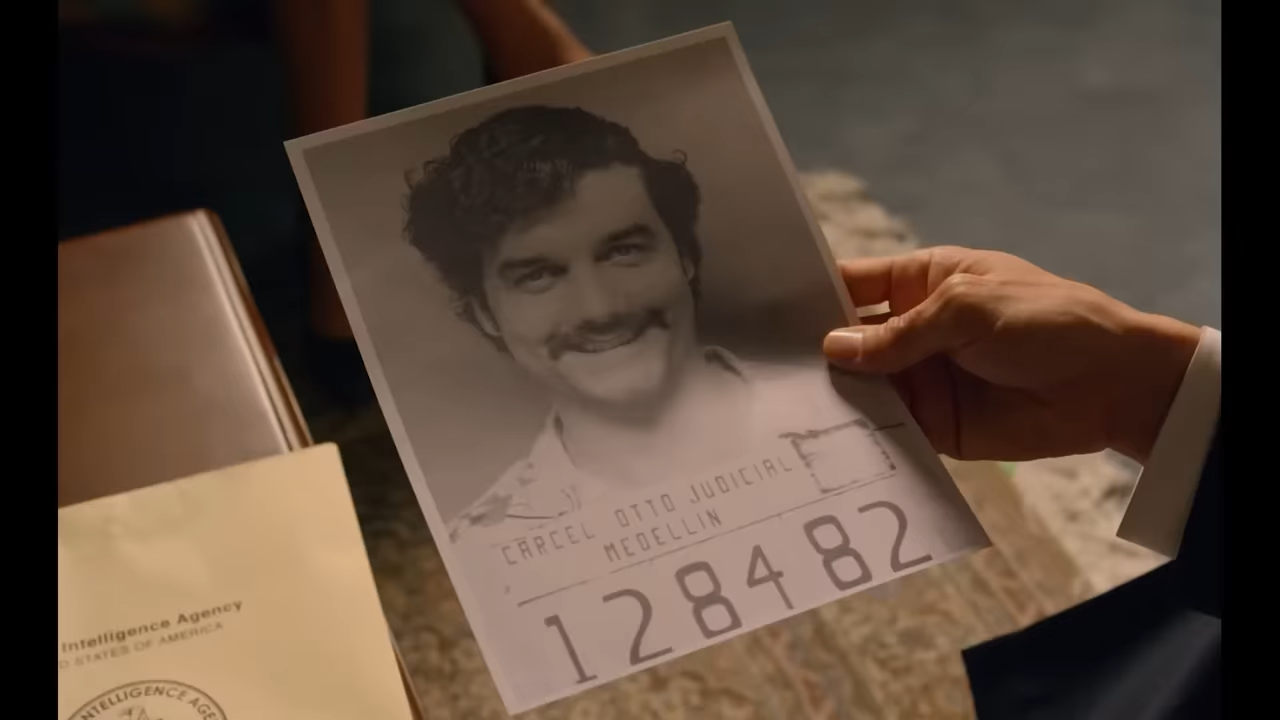 CARCEL OTTO JUDICIAL
MEDELLIN
128482
Intelligence Agency
D STATES OF AMERICA
NTELLIGENCE AGE